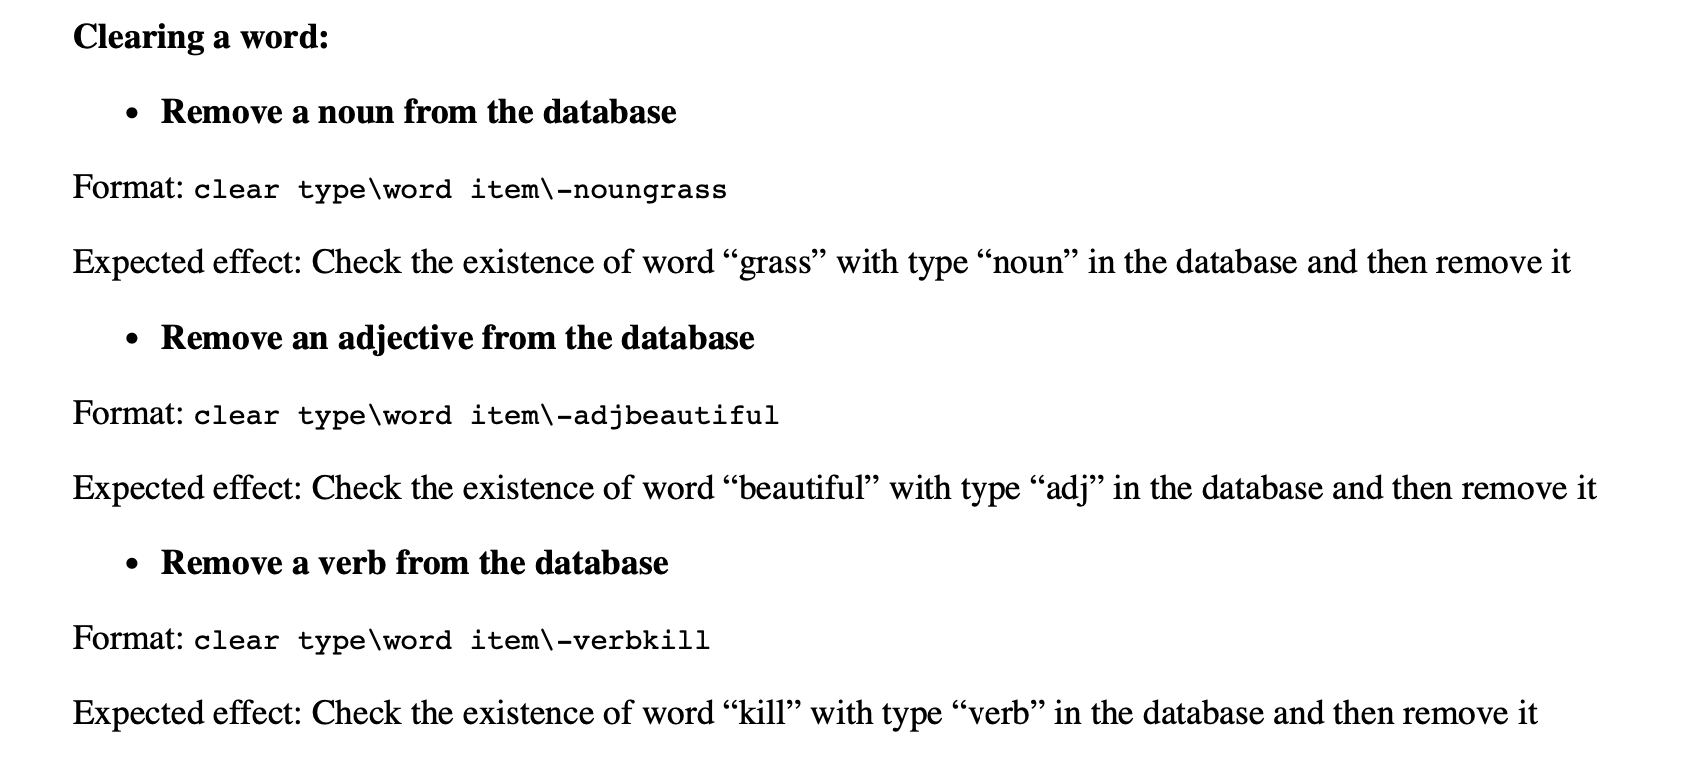 Clearing a word:
• Remove a noun from the database
Format: clear type\word item\-noungrass
Expected effect: Check the existence of word “grass” with type “noun” in the database and then remove it
• Remove an adjective from the database
Format: clear type\word item\-adjbeautiful
Expected effect: Check the existence of word “beautiful” with type “adj” in the database and then remove it
• Remove a verb from the database
Format: clear type\word item\-verbkill
Expected effect: Check the existence of word “kill” with type “verb” in the database and then remove it